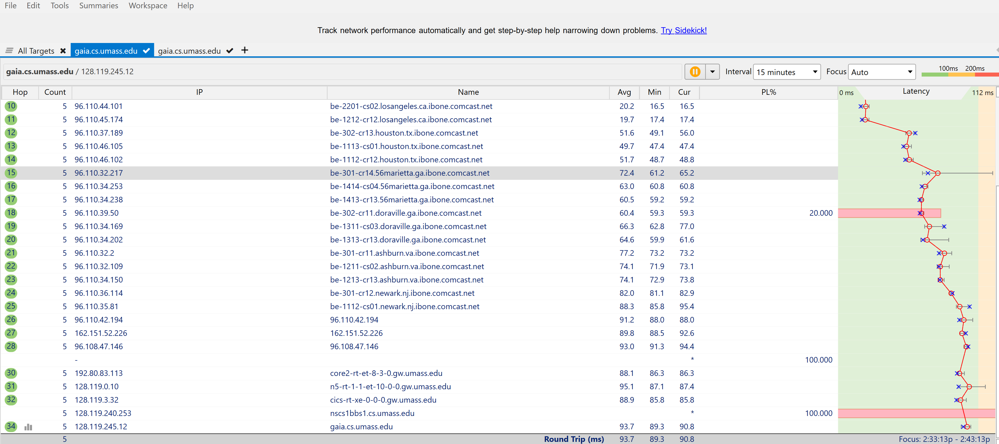 File Edit Tools Summaries Workspace Help
Track network performance automatically and get step-by-step help narrowing down problems. Try Sidekick!
All Targets gaia.cs.umass.edu gaia.cs.umass.edu
gaia.cs.umass.edu / 128.119.245.12 Interval 15 minutes Focus Auto 100ms 200ms
Hop Count IP Name Avg Min Cur PL% 0 ms Latency 112 ms
10 5 96.110.44.101 be-2201-cs02.losangeles.ca.ibone.comcast.net 20.2 16.5 16.5
11 5 96.110.45.174 be-1212-cr12.losangeles.ca.ibone.comcast.net 19.7 17.4 17.4
12 5 96.110.37.189 be-302-cr13.houston.tx.ibone.comcast.net 51.6 49.1 56.0
13 5 96.110.46.105 be-1113-cs01.houston.tx.ibone.comcast.net 49.7 47.4 47.4
14 5 96.110.46.102 be-1112-cr12.houston.tx.ibone.comcast.net 51.7 48.7 48.8
15 5 96.110.32.217 be-301-cr14.56marietta.ga.ibone.comcast.net 72.4 61.2 65.2
16 5 96.110.34.253 be-1414-cs04.56marietta.ga.ibone.comcast.net 63.0 60.8 60.8
17 5 96.110.34.238 be-1413-cr13.56marietta.ga.ibone.comcast.net 60.5 59.2 59.2
18 5 96.110.39.50 be-302-cr11.doraville.ga.ibone.comcast.net 60.4 59.3 59.3 20.000
19 5 96.110.34.169 be-1311-cs03.doraville.ga.ibone.comcast.net 66.3 62.8 77.0
20 5 96.110.34.202 be-1313-cr13.doraville.ga.ibone.comcast.net 64.6 59.9 61.6
21 5 96.110.32.2 be-301-cr11.ashburn.va.ibone.comcast.net 77.2 73.2 73.2
22 5 96.110.32.109 be-1211-cs02.ashburn.va.ibone.comcast.net 74.1 71.9 73.1
23 5 96.110.34.150 be-1213-cr13.ashburn.va.ibone.comcast.net 74.1 72.9 73.8
24 5 96.110.36.114 be-301-cr12.newark.nj.ibone.comcast.net 82.0 81.1 82.9
25 5 96.110.35.81 be-1112-cs01.newark.nj.ibone.comcast.net 88.3 85.8 95.4
26 5 96.110.42.194 96.110.42.194 91.2 88.0 88.0
27 5 162.151.52.226 162.151.52.226 89.8 88.5 92.6
28 5 96.108.47.146 96.108.47.146 93.0 91.3 94.4
- * 100.000
30 5 192.80.83.113 core2-rt-et-8-3-0.gw.umass.edu 88.1 86.3 86.3
31 5 128.119.0.10 n5-rt-1-1-et-10-0-0.gw.umass.edu 95.1 87.1 87.4
32 5 128.119.3.32 cics-rt-xe-0-0-0.gw.umass.edu 88.9 85.8 85.8
5 128.119.240.253 nscs1bbs1.cs.umass.edu * 100.000
34 5 128.119.245.12 gaia.cs.umass.edu 93.7 89.3 90.8
5 Round Trip (ms) 93.7 89.3 90.8 Focus: 2:33:13p - 2:43:13p